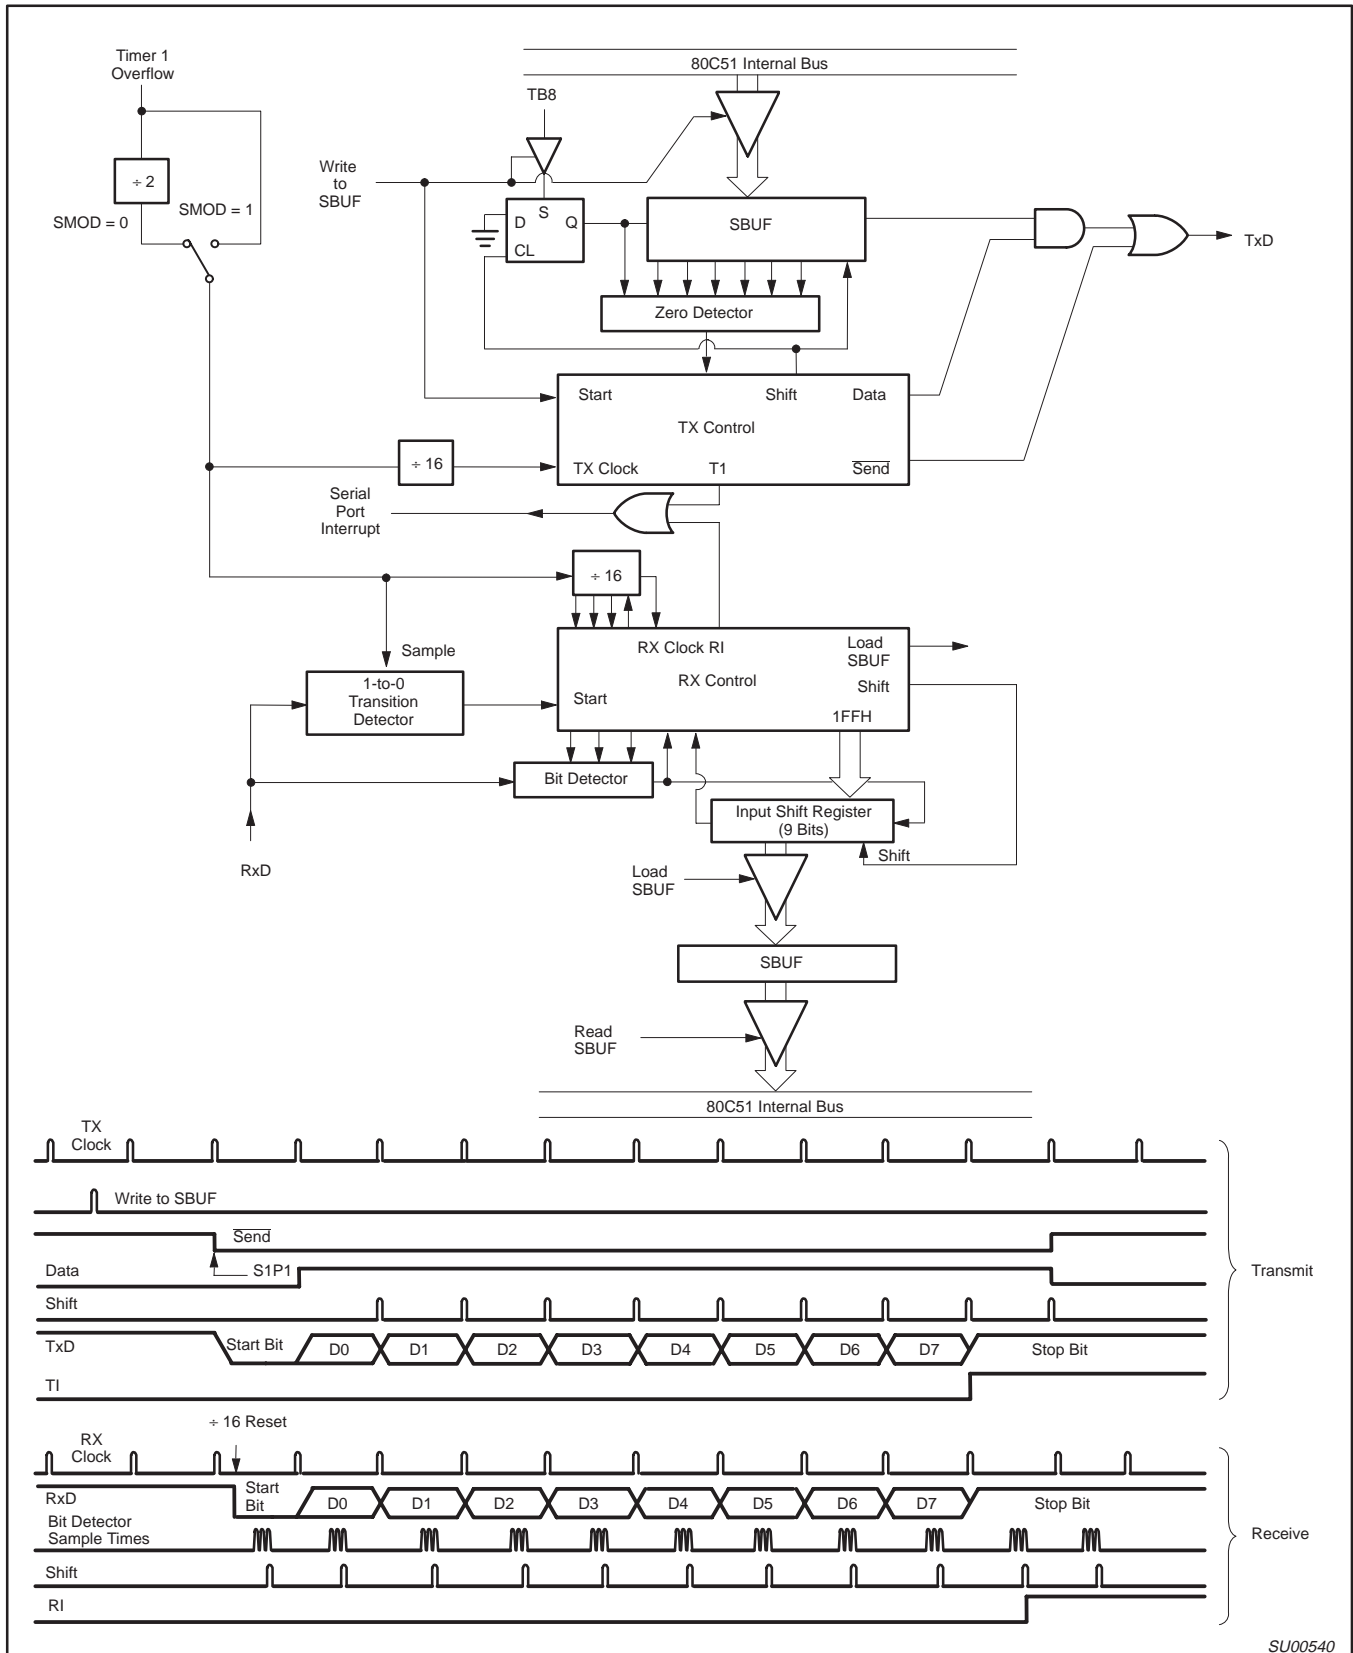 Timer 1
Overflow
80C51 Internal Bus
TB8
Write
to
SBUF
÷ 2
SMOD = 1
SMOD = 0
S
D
Q
CL
SBUF
TxD
Zero Detector
Start
Shift
Data
TX Control
÷ 16
TX Clock
T1
Send
Serial
Port
Interrupt
÷ 16
Sample
RX Clock RI
Load
SBUF
RX Control
Shift
Start
1FFH
1-to-0
Transition
Detector
Bit Detector
Input Shift Register
(9 Bits)
Shift
RxD
Load
SBUF
SBUF
Read
SBUF
80C51 Internal Bus
TX
Clock
Write to SBUF
Send
Data
S1P1
Transmit
Shift
TxD
Start Bit
D0
D1
D2
D3
D4
D5
D6
D7
Stop Bit
TI
÷ 16 Reset
RX
Clock
RxD
Start
Bit
D0
D1
D2
D3
D4
D5
D6
D7
Stop Bit
Bit Detector
Sample Times
Receive
Shift
RI
SU00540